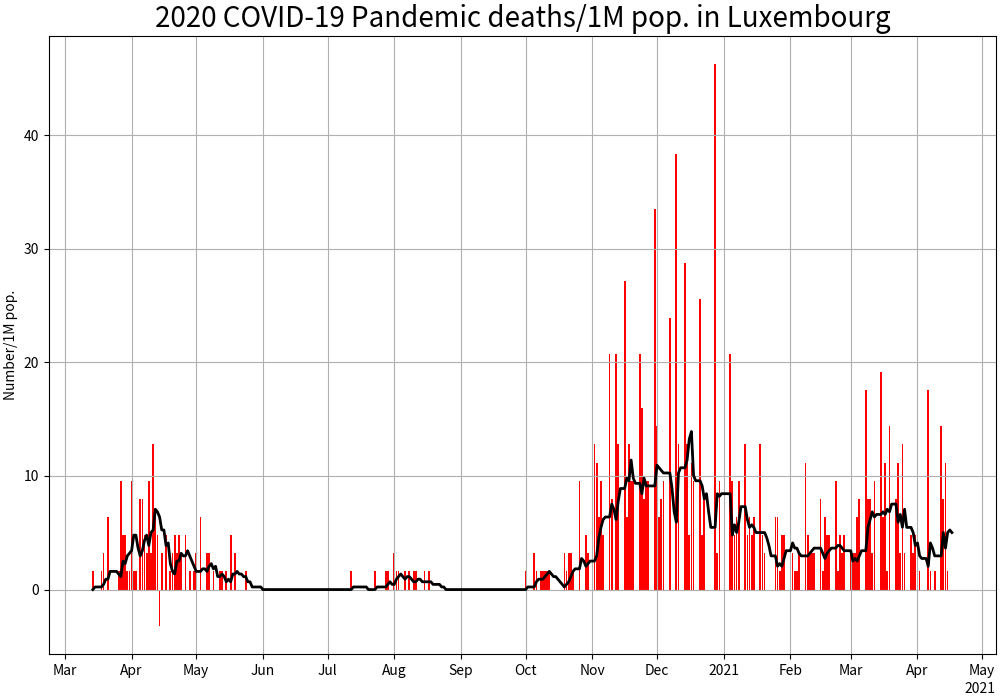 2020 COVID-19 Pandemic deaths/1M pop. in Luxembourg
Number/1M pop.
40
30
20
10
0
Mar Apr May Jun Jul Aug Sep Oct Nov Dec 2021 Feb Mar Apr May
2021